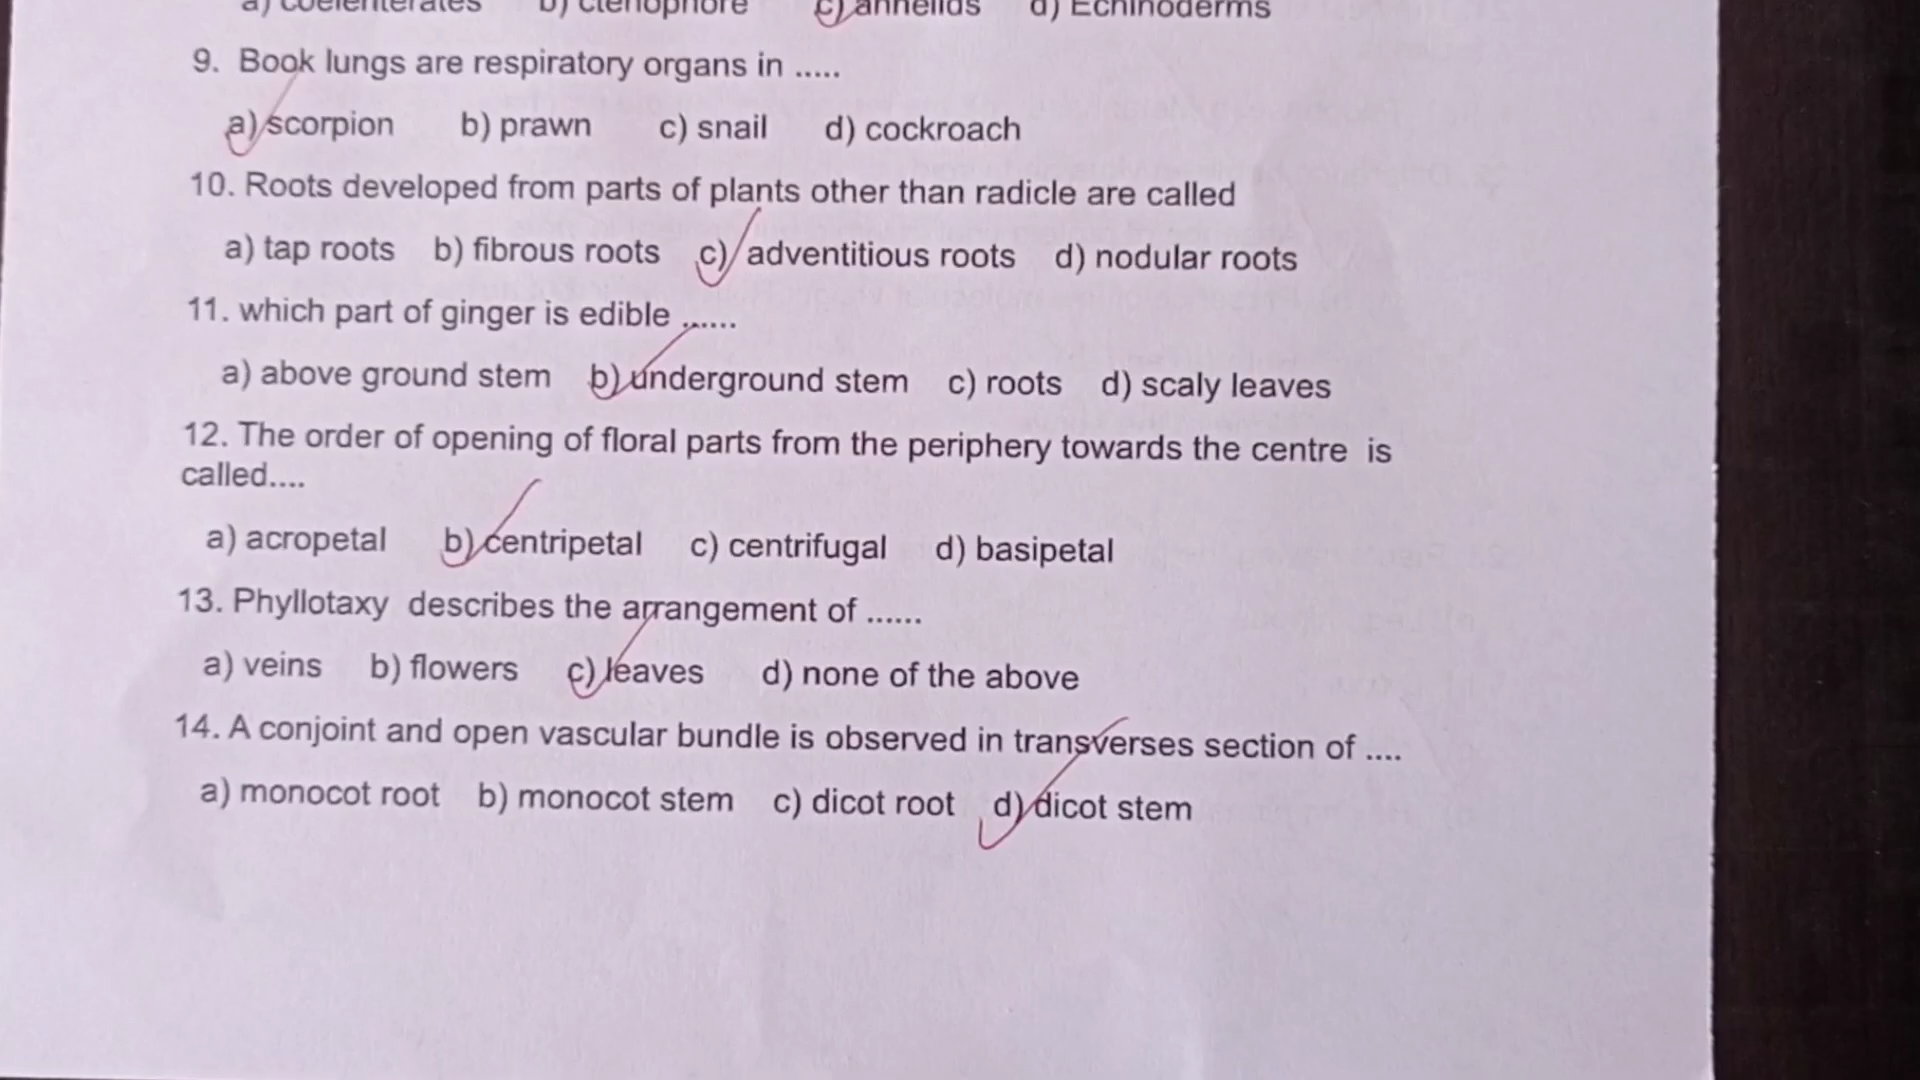 a) coelenterates b) ctenophore c) annelids d) Echinoderms
9. Book lungs are respiratory organs in .....
a) scorpion b) prawn c) snail d) cockroach
10. Roots developed from parts of plants other than radicle are called
a) tap roots b) fibrous roots c) adventitious roots d) nodular roots
11. which part of ginger is edible ......
a) above ground stem b) underground stem c) roots d) scaly leaves
12. The order of opening of floral parts from the periphery towards the centre is
called....
a) acropetal b) centripetal c) centrifugal d) basipetal
13. Phyllotaxy describes the arrangement of ......
a) veins b) flowers c) leaves d) none of the above
14. A conjoint and open vascular bundle is observed in transverses section of ....
a) monocot root b) monocot stem c) dicot root d) dicot stem